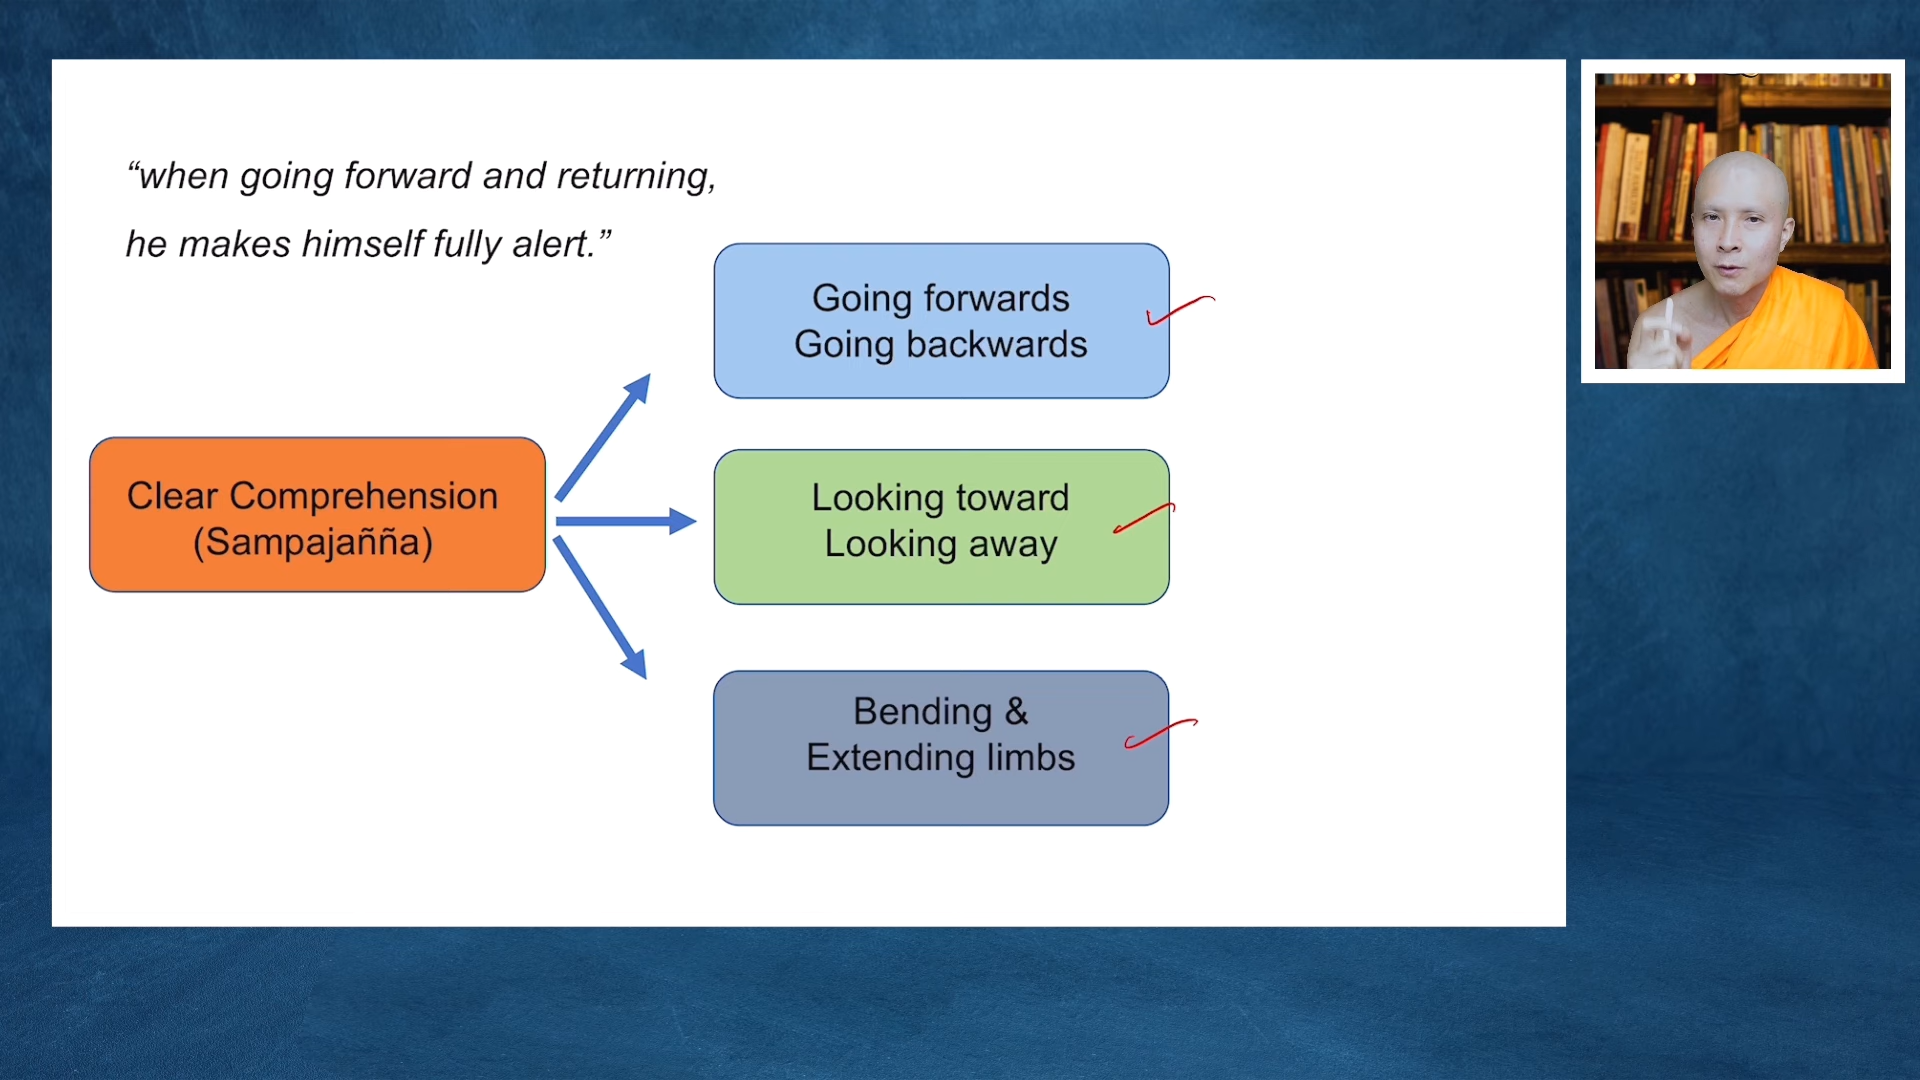 “when going forward and returning,
he makes himself fully alert.”
Going forwards
Going backwards
Clear Comprehension
(Sampajañña)
Looking toward
Looking away
Bending &
Extending limbs